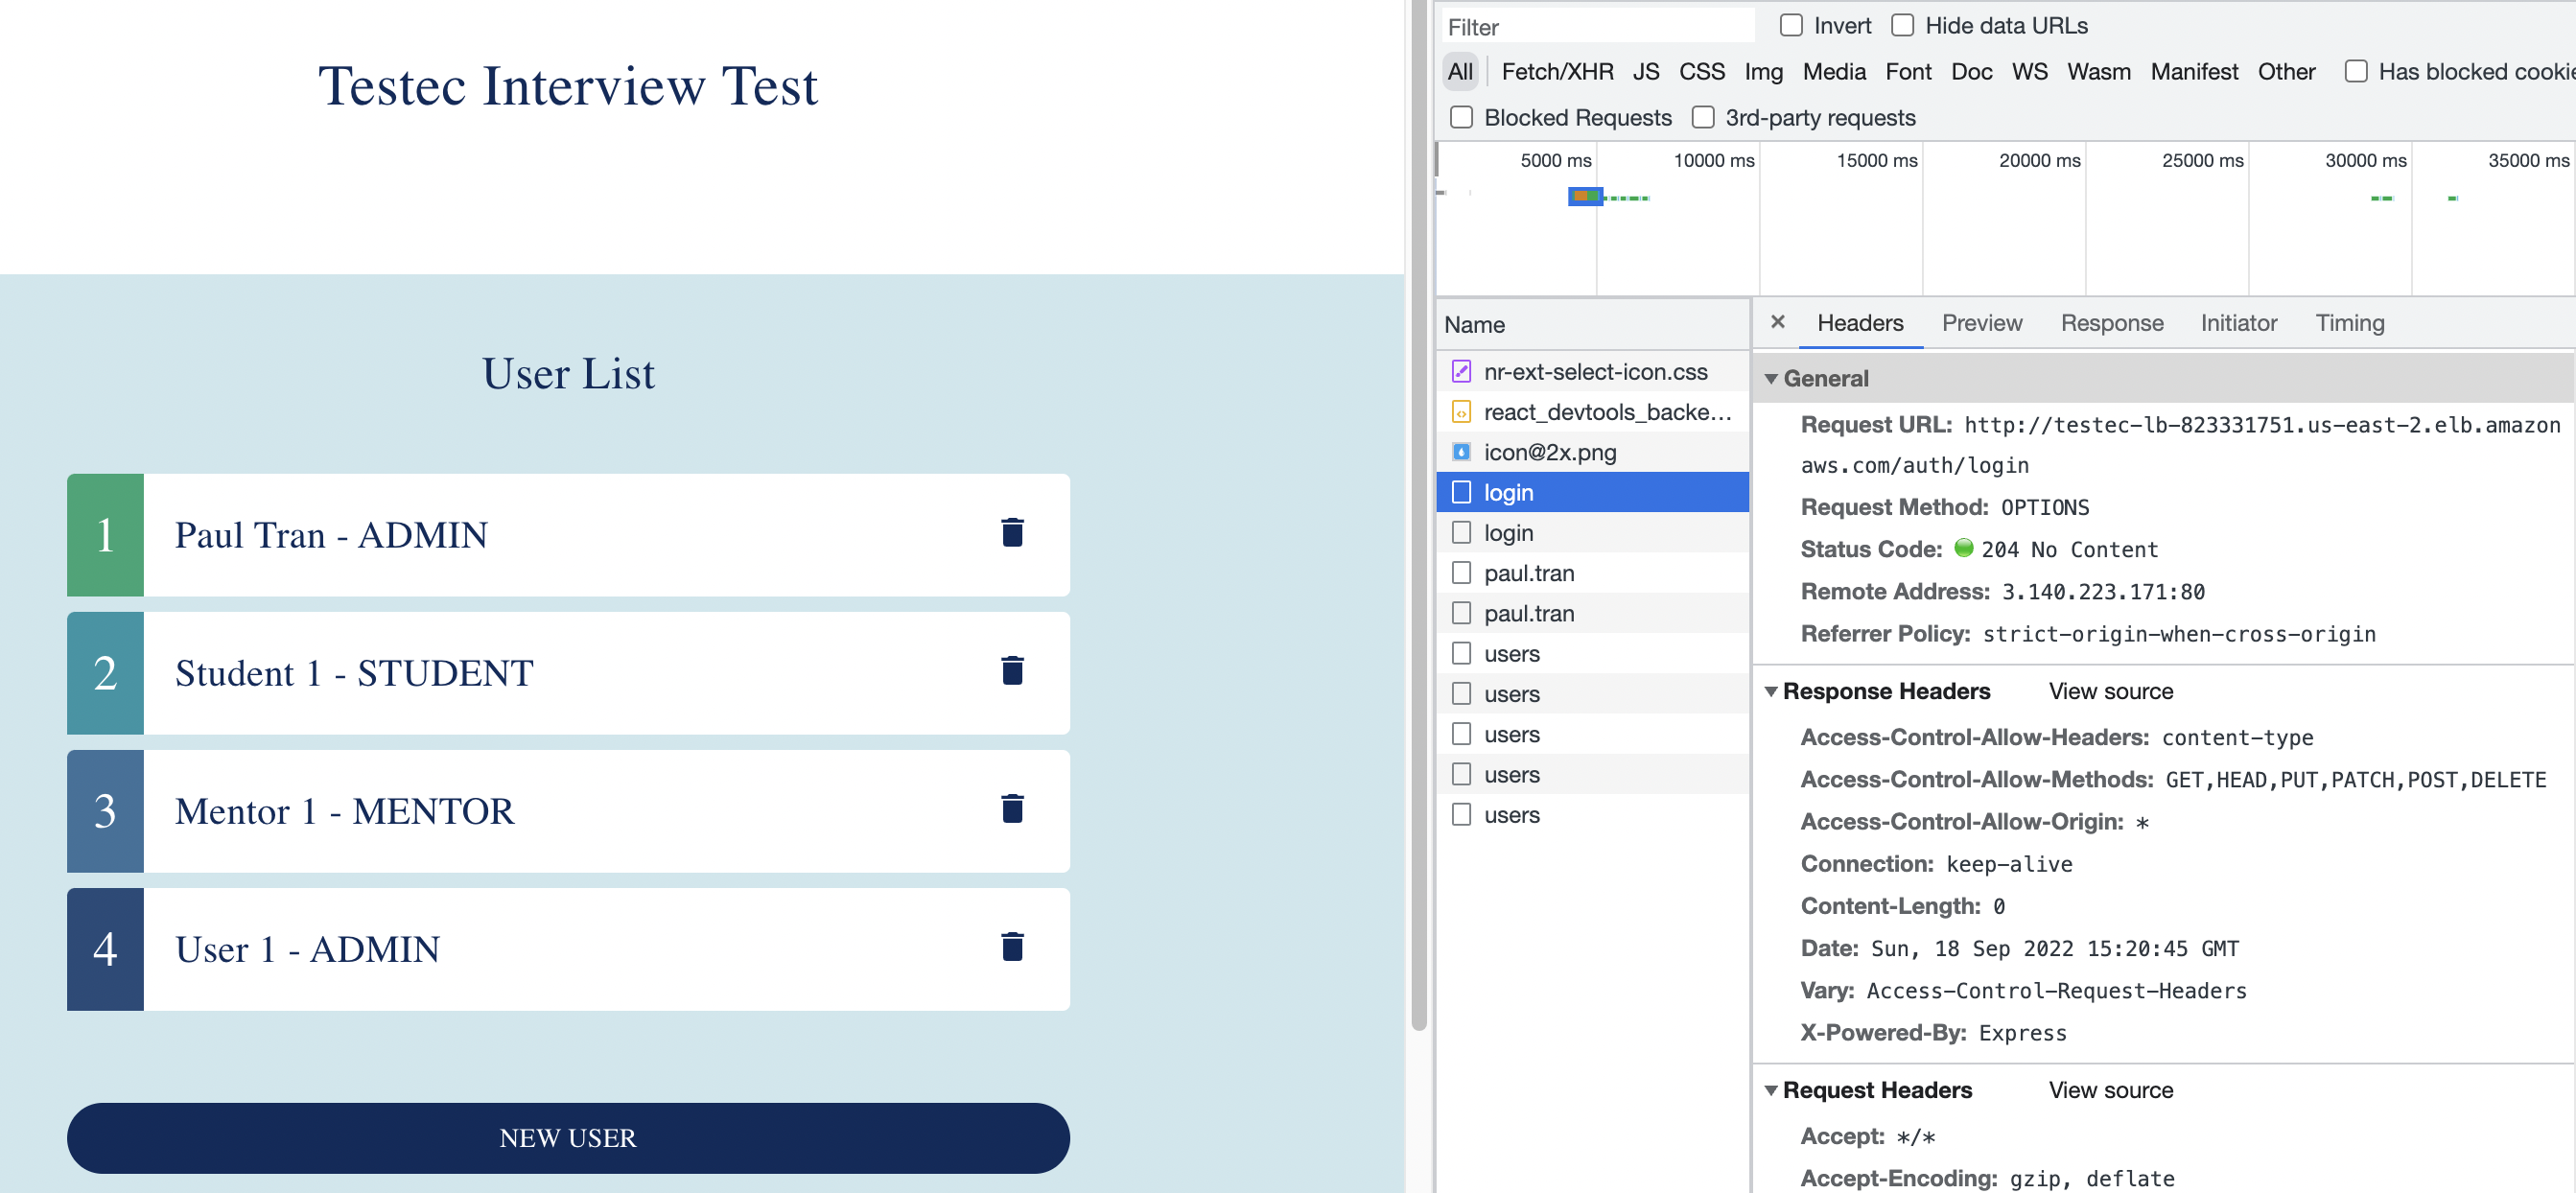 Testec Interview Test
User List
1 Paul Tran - ADMIN
2 Student 1 - STUDENT
3 Mentor 1 - MENTOR
4 User 1 - ADMIN
NEW USER
Filter Invert Hide data URLs
All Fetch/XHR JS CSS Img Media Font Doc WS Wasm Manifest Other Has blocked cookie
Blocked Requests 3rd-party requests
5000 ms 10000 ms 15000 ms 20000 ms 25000 ms 30000 ms 35000 ms
Name
nr-ext-select-icon.css
react_devtools_backe...
icon@2x.png
login
login
paul.tran
paul.tran
users
users
users
users
users
× Headers Preview Response Initiator Timing
General
Request URL: http://testec-lb-823331751.us-east-2.elb.amazon
aws.com/auth/login
Request Method: OPTIONS
Status Code: 204 No Content
Remote Address: 3.140.223.171:80
Referrer Policy: strict-origin-when-cross-origin
Response Headers View source
Access-Control-Allow-Headers: content-type
Access-Control-Allow-Methods: GET,HEAD,PUT,PATCH,POST,DELETE
Access-Control-Allow-Origin: *
Connection: keep-alive
Content-Length: 0
Date: Sun, 18 Sep 2022 15:20:45 GMT
Vary: Access-Control-Request-Headers
X-Powered-By: Express
Request Headers View source
Accept: */*
Accept-Encoding: gzip, deflate